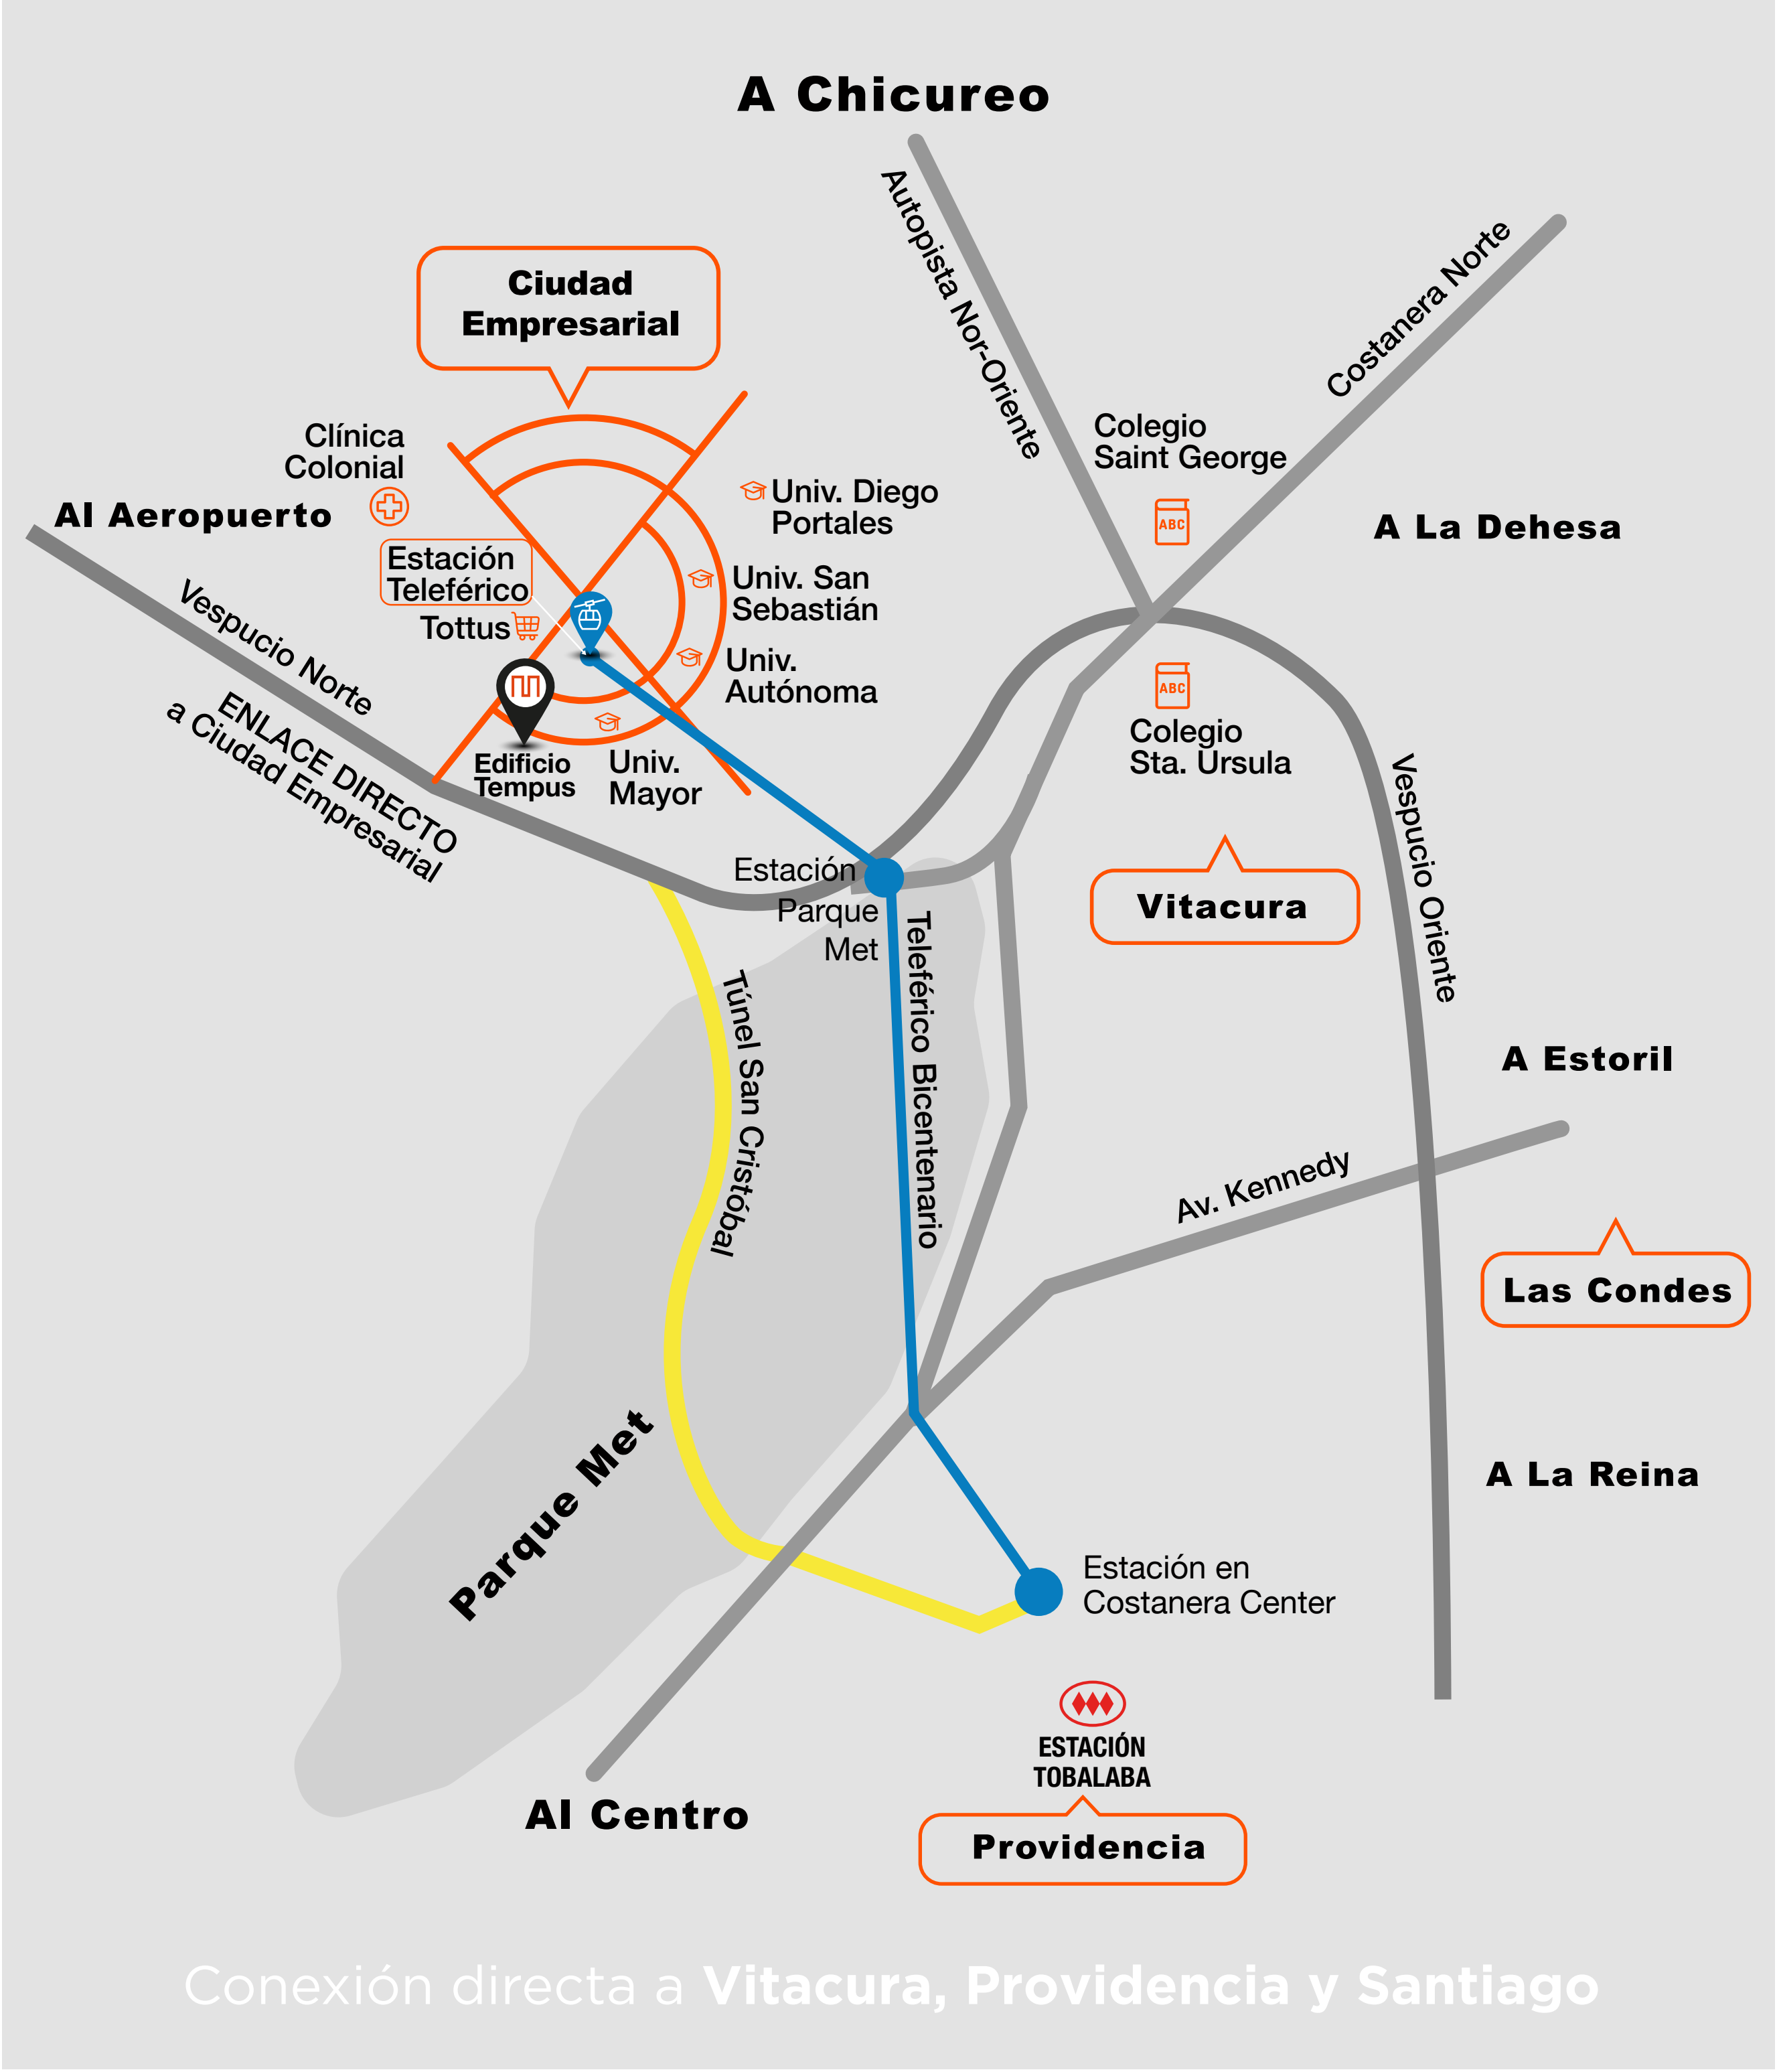 A Chicureo
Autopista Nor-Oriente
Costanera Norte
Ciudad
Empresarial
Clínica
Colonial
Al Aeropuerto
Estación
Teleférico
Tottus
Univ. Diego
Portales
Univ. San
Sebastián
Univ.
Autónoma
Univ.
Mayor
Edificio
Tempus
Vespucio Norte
ENLACE DIRECTO
a Ciudad Empresarial
Colegio
Saint George
ABC
A La Dehesa
ABC
Colegio
Sta. Ursula
Vitacura
Vespucio Oriente
Estación
Parque
Met
Teleférico Bicentenario
Túnel San Cristóbal
A Estoril
Av. Kennedy
Las Condes
Parque Met
A La Reina
Estación en
Costanera Center
ESTACIÓN
TOBALABA
Al Centro
Providencia
Conexión directa a Vitacura, Providencia y Santiago